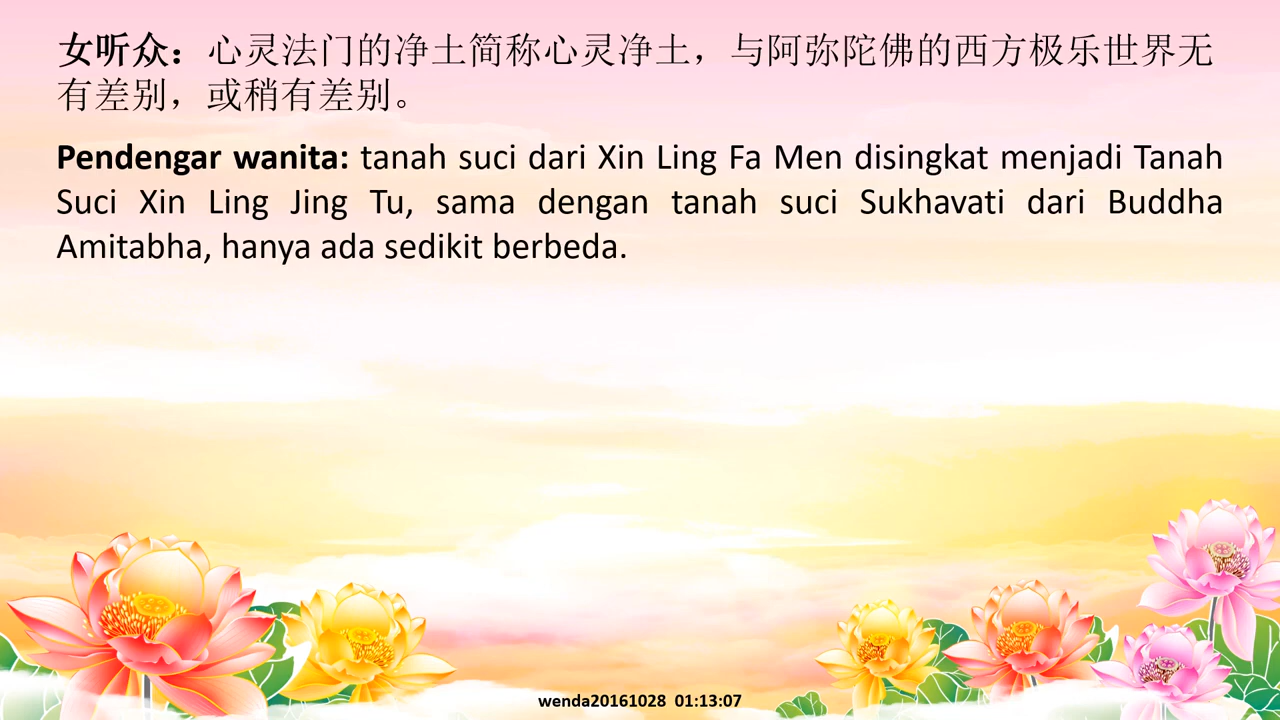 女听众：心灵法门的净土简称心灵净土，与阿弥陀佛的西方极乐世界无
有差别，或稍有差别。
Pendengar wanita: tanah suci dari Xin Ling Fa Men disingkat menjadi Tanah
Suci Xin Ling Jing Tu, sama dengan tanah suci Sukhavati dari Buddha
Amitabha, hanya ada sedikit berbeda.
wenda20161028 01:13:07